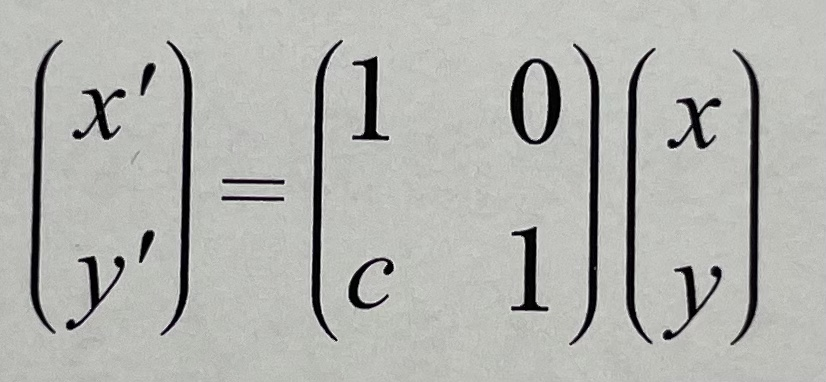 (x′ y′) = (1 0 c 1) (x y)